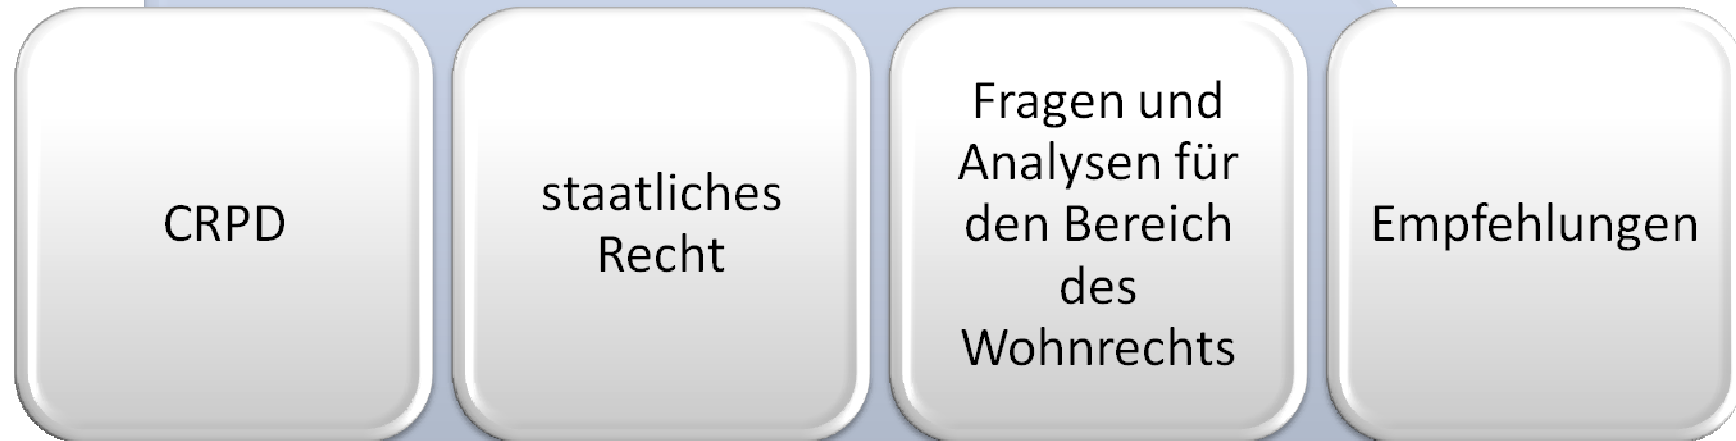 CRPD
staatliches
Recht
Fragen und
Analysen für
den Bereich
des
Wohnrechts
Empfehlungen